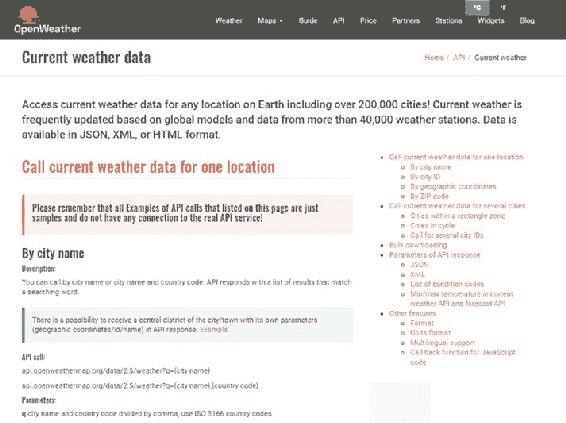 °C °F
OpenWeather
Weather Maps Guide API Price Partners Stations Widgets Blog
Current weather data
Home / API / Current weather
Access current weather data for any location on Earth including over 200,000 cities! Current weather is
frequently updated based on global models and data from more than 40,000 weather stations. Data is
available in JSON, XML, or HTML format.
Call current weather data for one location
Please remember that all Examples of API calls that listed on this page are just
samples and do not have any connection to the real API service!
By city name
Description:
You can call by city name or city name and country code. API responds with a list of results that match
a searching word.
There is a possibility to receive a central district of the city/town with its own parameters
(geographic coordinates/id/name) in API response. Example
API call:
api.openweathermap.org/data/2.5/weather?q={city name}
api.openweathermap.org/data/2.5/weather?q={city name},{country code}
Parameters:
q city name and country code divided by comma, use ISO 3166 country codes
Call current weather data for one location
By city name
By city ID
By geographic coordinates
By ZIP code
Call current weather data for several cities
Cities within a rectangle zone
Cities in cycle
Call for several city IDs
Bulk downloading
Parameters of API response
JSON
XML
List of condition codes
Min/max temperature in current
weather API and forecast API
Other features
Format
Units format
Multilingual support
Call back function for JavaScript
code